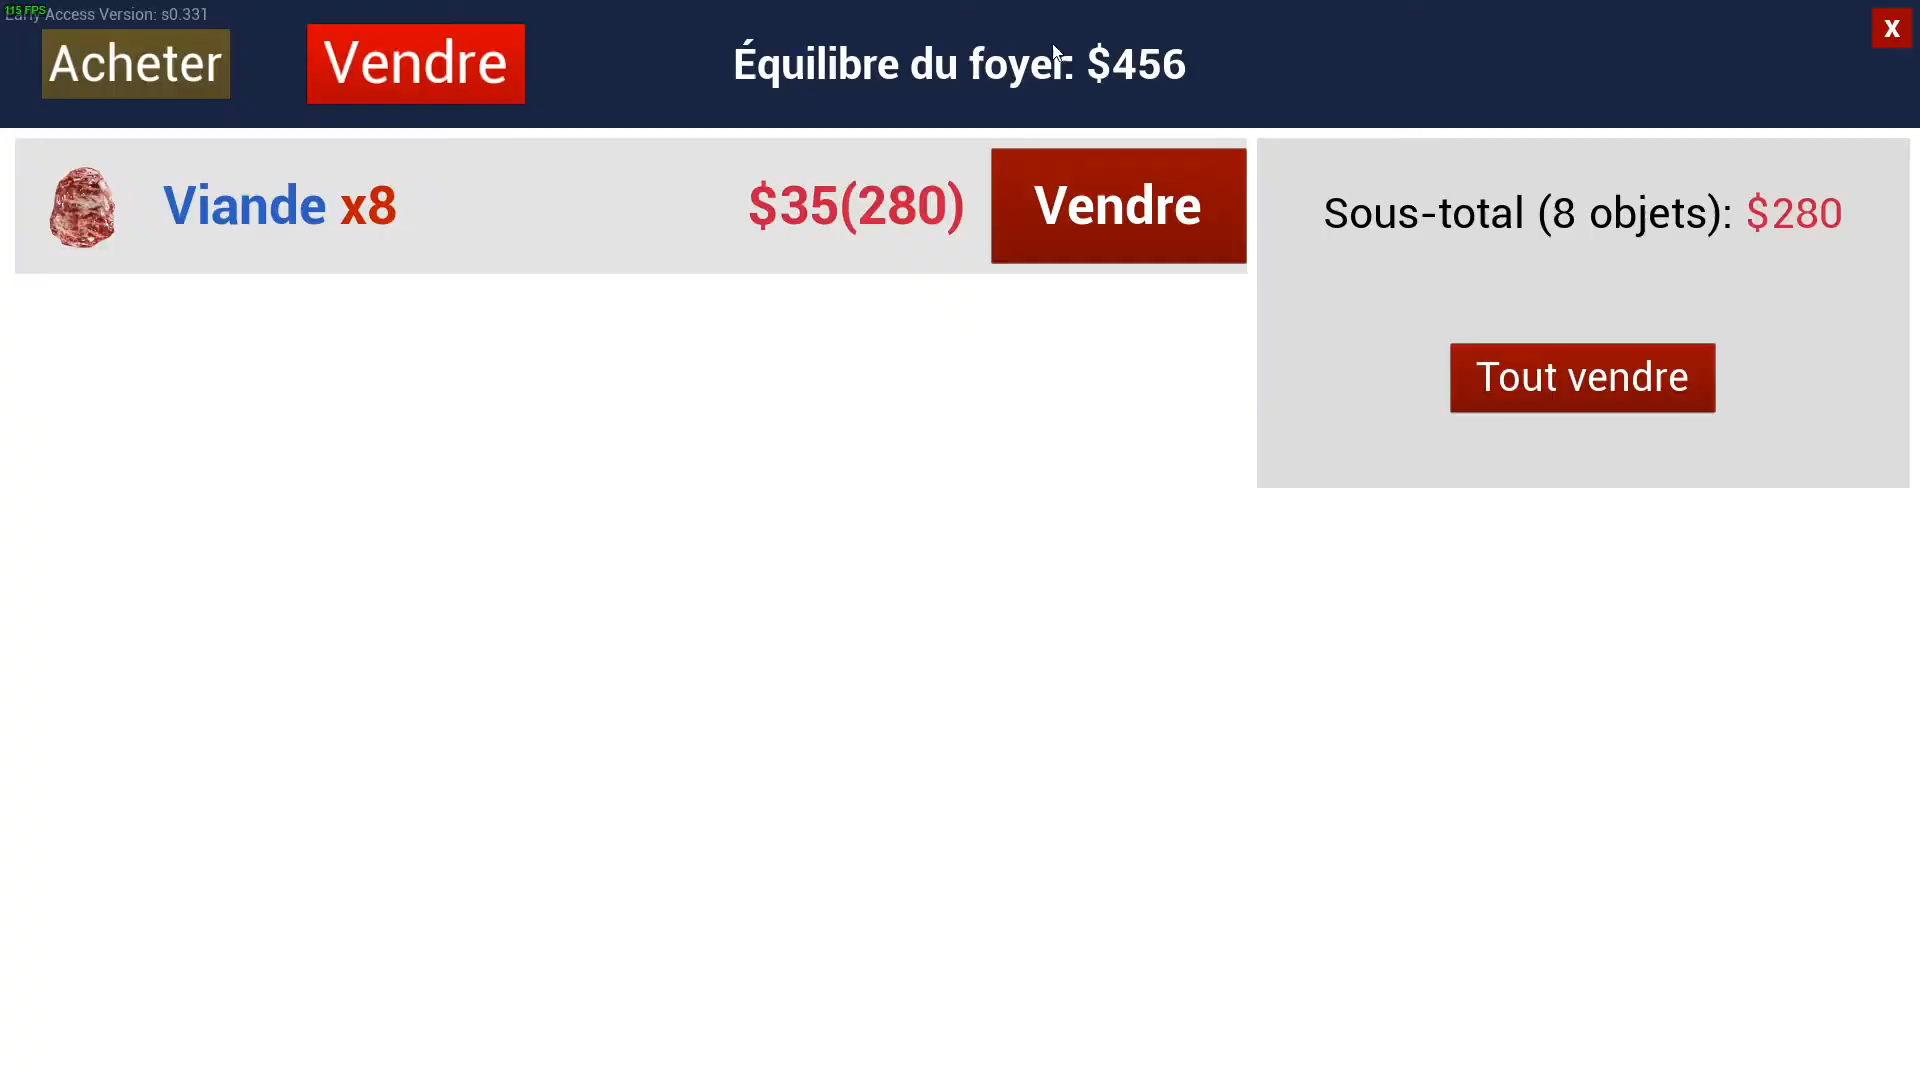 Early Access Version: s0.331
115 FPS
Acheter
Vendre
Équilibre du foyer: $456
X
Viande x8
$35(280)
Vendre
Sous-total (8 objets): $280
Tout vendre